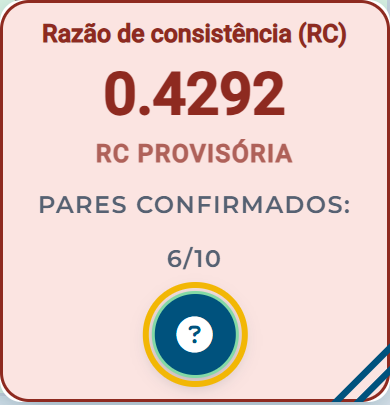 Razão de consistência (RC)
0.4292
RC PROVISÓRIA
PARES CONFIRMADOS:
6/10
?